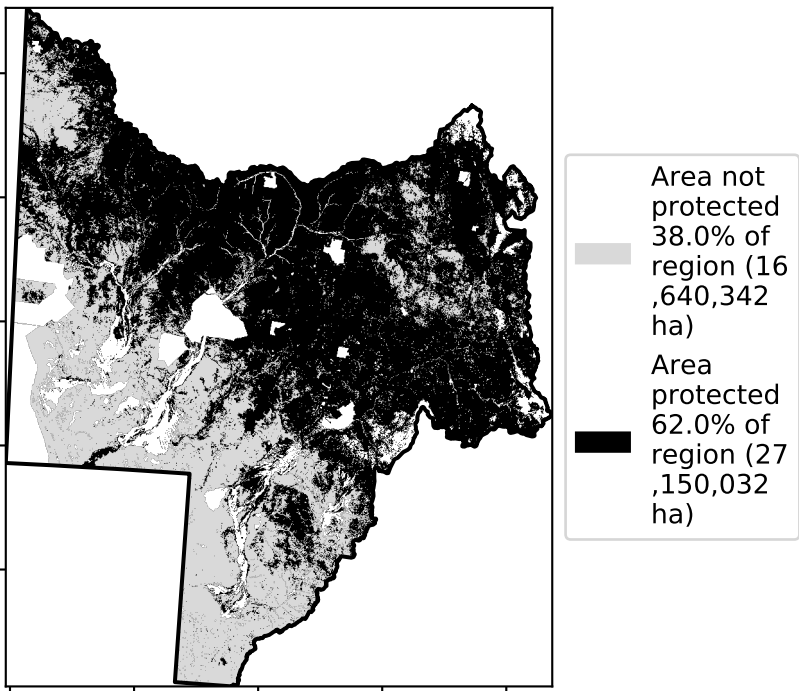 Area not
protected
38.0% of
region (16
,640,342
ha)
Area
protected
62.0% of
region (27
,150,032
ha)